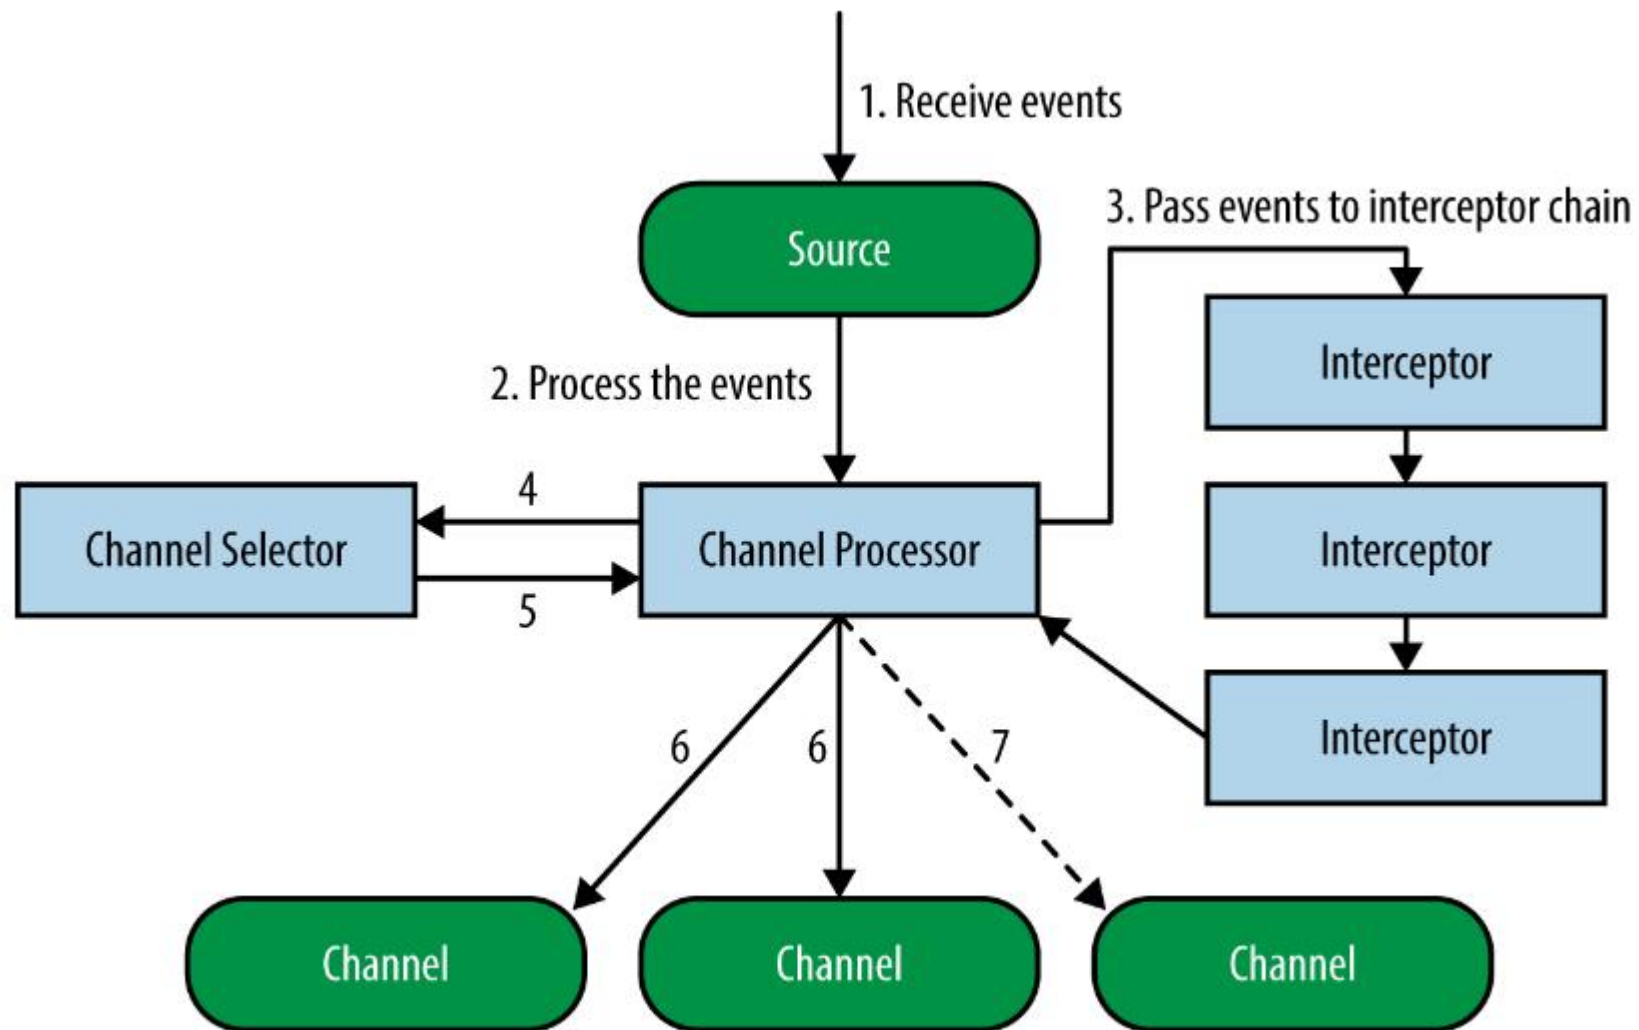 1. Receive events
3. Pass events to interceptor chain
Source
Interceptor
2. Process the events
4
Channel Selector
Channel Processor
Interceptor
5
6
6
7
Interceptor
Channel
Channel
Channel